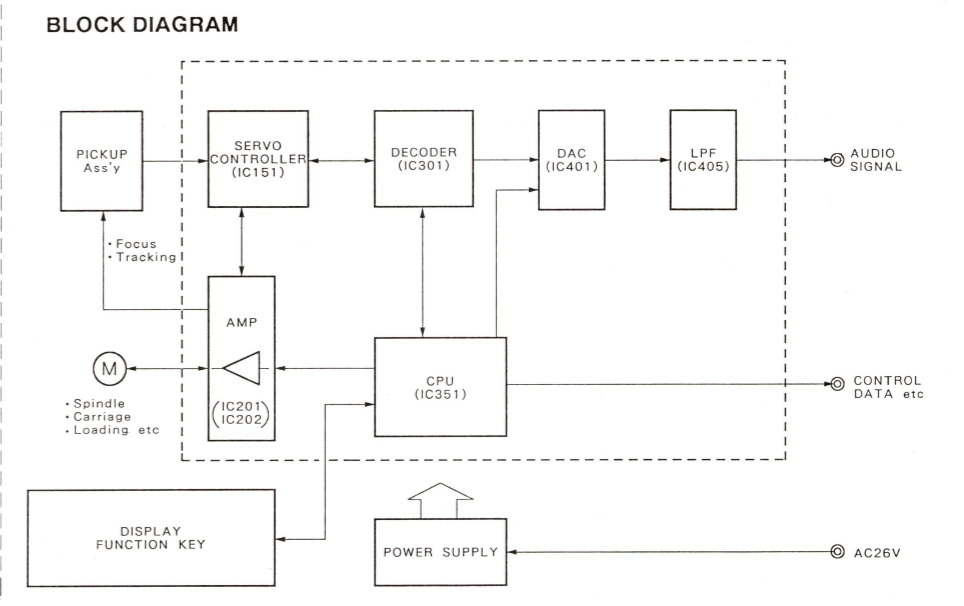 BLOCK DIAGRAM
PICKUP
Ass'y
SERVO
CONTROLLER
(IC151)
DECODER
(IC301)
DAC
(IC401)
LPF
(IC405)
AUDIO
SIGNAL
• Focus
• Tracking
AMP
(IC201
IC202)
M
• Spindle
• Carriage
• Loading etc
CPU
(IC351)
CONTROL
DATA etc
DISPLAY
FUNCTION KEY
POWER SUPPLY
AC26V